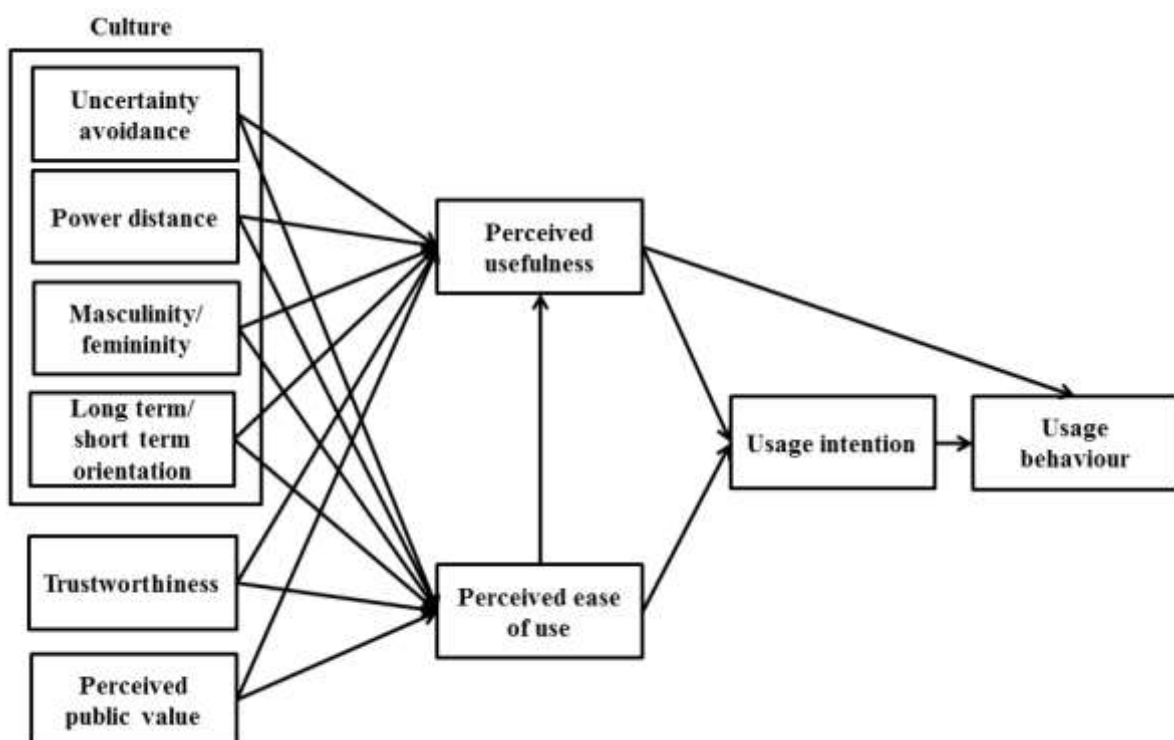 Culture
Uncertainty
avoidance
Power distance
Masculinity/
femininity
Long term/
short term
orientation
Trustworthiness
Perceived
public value
Perceived
usefulness
Perceived ease
of use
Usage intention
Usage
behaviour